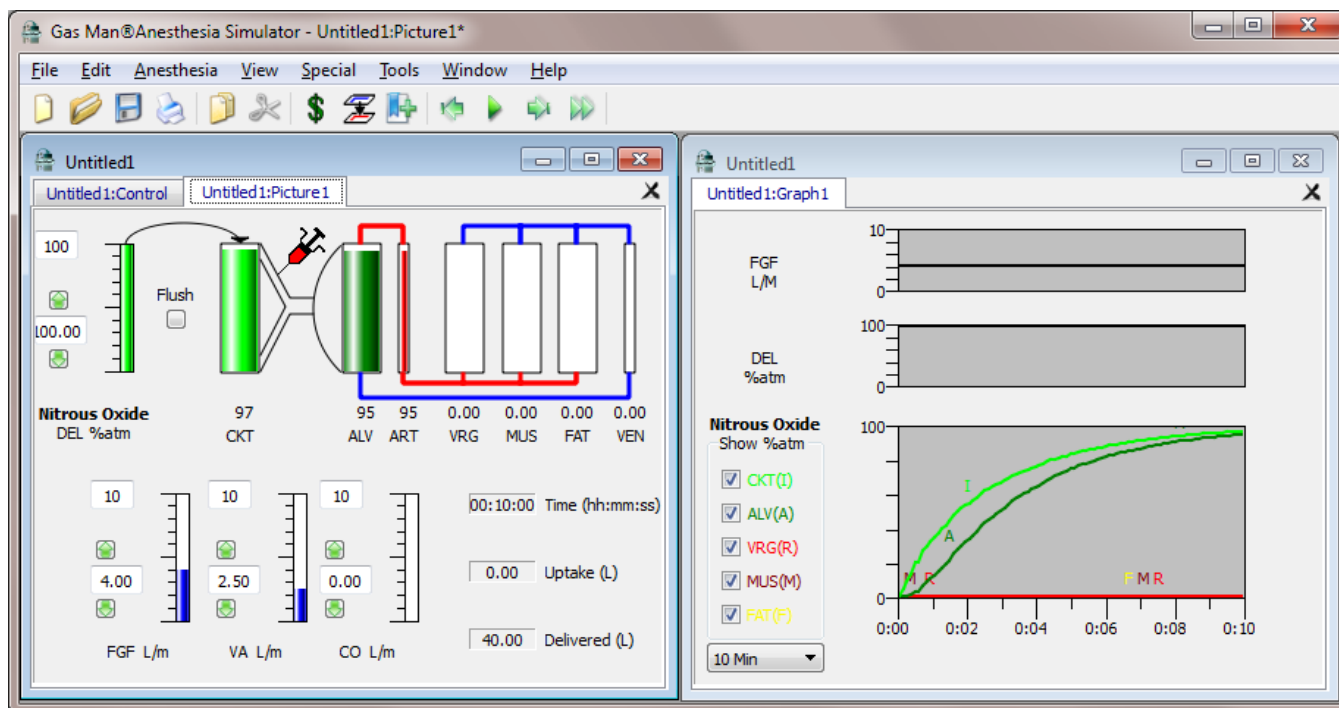 Gas Man®Anesthesia Simulator - Untitled1:Picture1*
File Edit Anesthesia View Special Tools Window Help
Untitled1
Untitled1:Control Untitled1:Picture1
100
Flush
100.00
Nitrous Oxide
DEL %atm
97 95 95 0.00 0.00 0.00 0.00
CKT ALV ART VRG MUS FAT VEN
10 10 10
00:10:00 Time (hh:mm:ss)
4.00 2.50 0.00
0.00 Uptake (L)
40.00 Delivered (L)
FGF L/m VA L/m CO L/m
Untitled1
Untitled1:Graph1
10
FGF
L/M
0
100
DEL
%atm
0
Nitrous Oxide
Show %atm
CKT(I)
ALV(A)
VRG(R)
MUS(M)
FAT(F)
10 Min
100
I
A
M R F M R
0
0:00 0:02 0:04 0:06 0:08 0:10